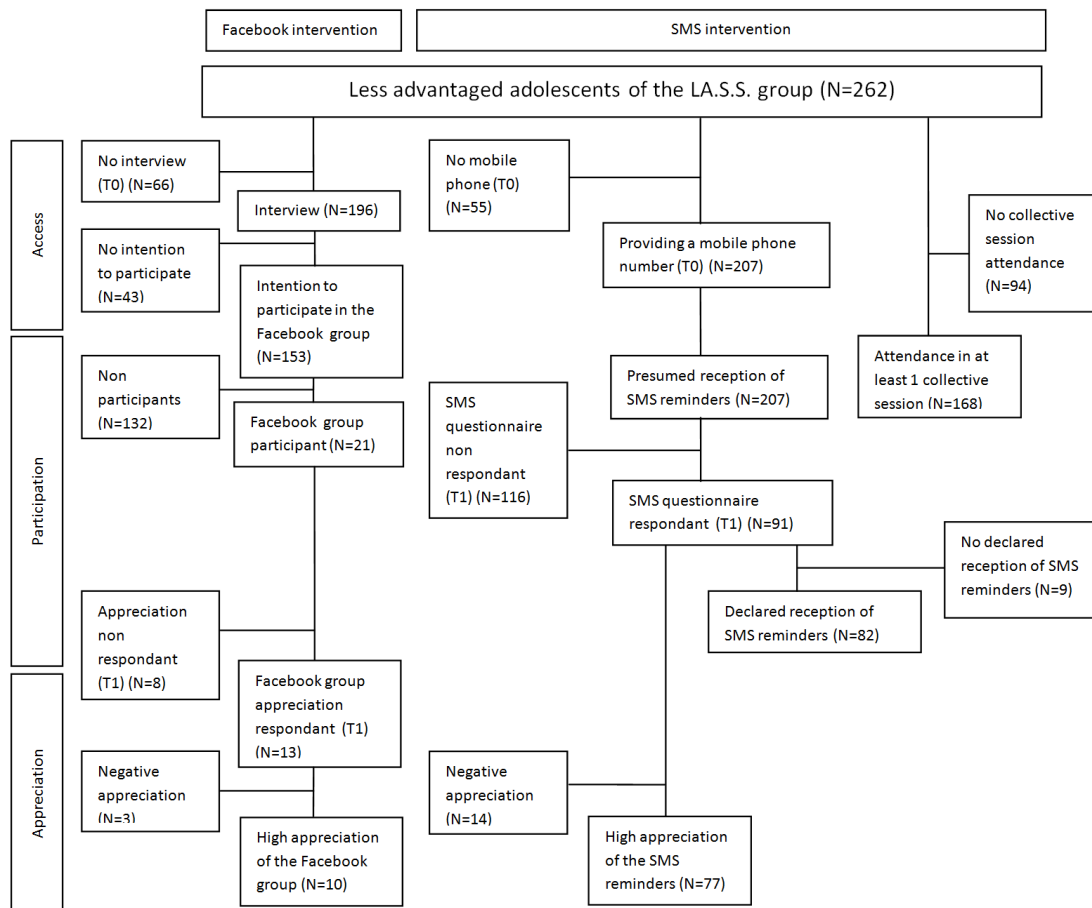 Facebook intervention
SMS intervention
Less advantaged adolescents of the LA.S.S. group (N=262)
Access
No interview
(T0) (N=66)
Interview (N=196)
No intention
to participate
(N=43)
Intention to
participate in the
Facebook group
(N=153)
No mobile
phone (T0)
(N=55)
Providing a mobile phone
number (T0) (N=207)
No collective
session
attendance
(N=94)
Attendance in at
least 1 collective
session (N=168)
Participation
Non
participants
(N=132)
Facebook group
participant (N=21)
Presumed reception of
SMS reminders (N=207)
SMS
questionnaire
non
respondant
(T1) (N=116)
SMS questionnaire
respondant (T1) (N=91)
No declared
reception of SMS
reminders (N=9)
Declared reception of
SMS reminders (N=82)
Appreciation
non
respondant
(T1) (N=8)
Facebook group
appreciation
respondant (T1)
(N=13)
Appreciation
Negative
appreciation
(N=3)
High appreciation
of the Facebook
group (N=10)
Negative
appreciation
(N=14)
High appreciation
of the SMS
reminders (N=77)